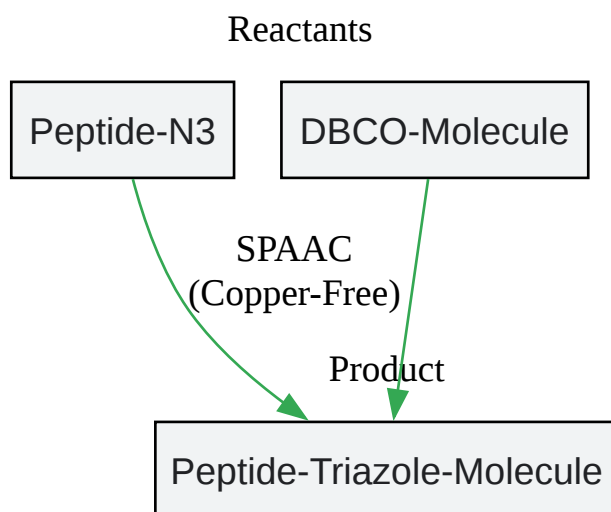 Reactants
Peptide-N3
DBCO-Molecule
SPAAC
(Copper-Free)
Product
Peptide-Triazole-Molecule